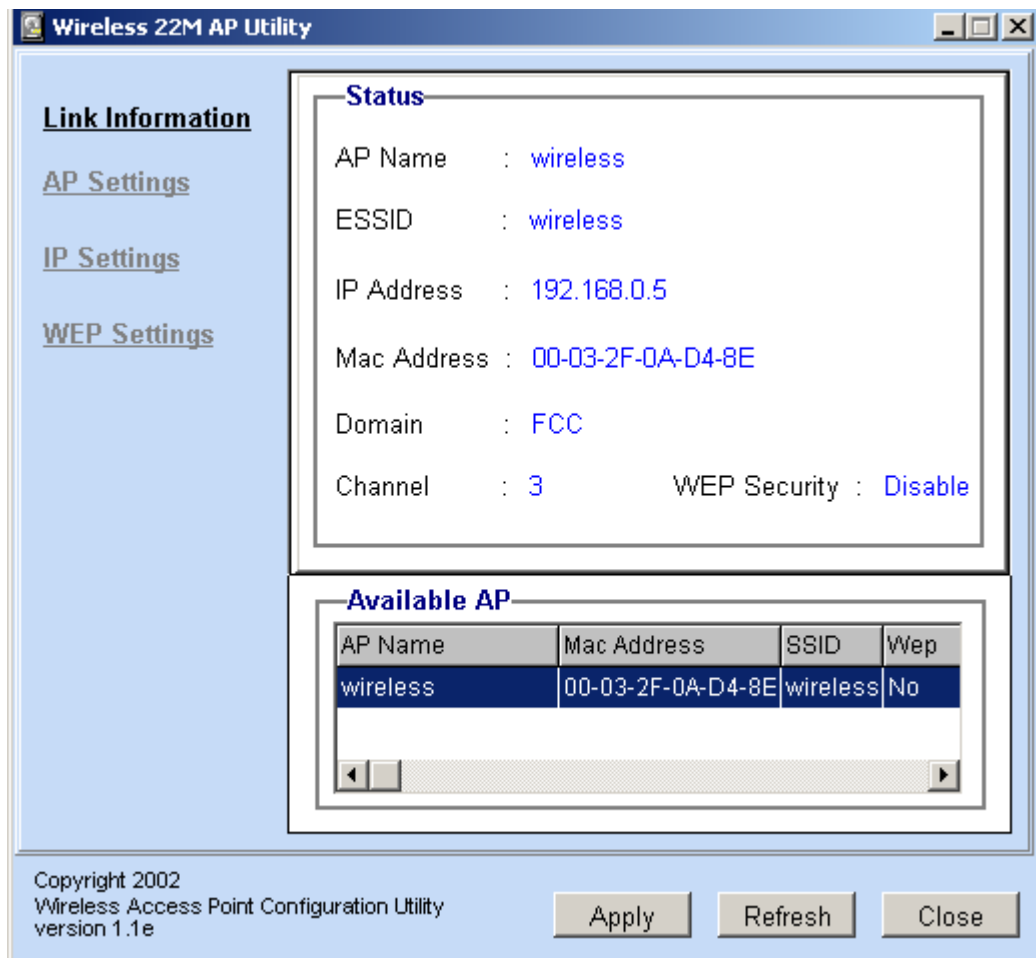 Wireless 22M AP Utility
Link Information
AP Settings
IP Settings
WEP Settings
Status
AP Name : wireless
ESSID : wireless
IP Address : 192.168.0.5
Mac Address : 00-03-2F-0A-D4-8E
Domain : FCC
Channel : 3 WEP Security : Disable
Available AP
AP Name Mac Address SSID Wep
wireless 00-03-2F-0A-D4-8E wireless No
Copyright 2002
Wireless Access Point Configuration Utility
version 1.1e
Apply Refresh Close